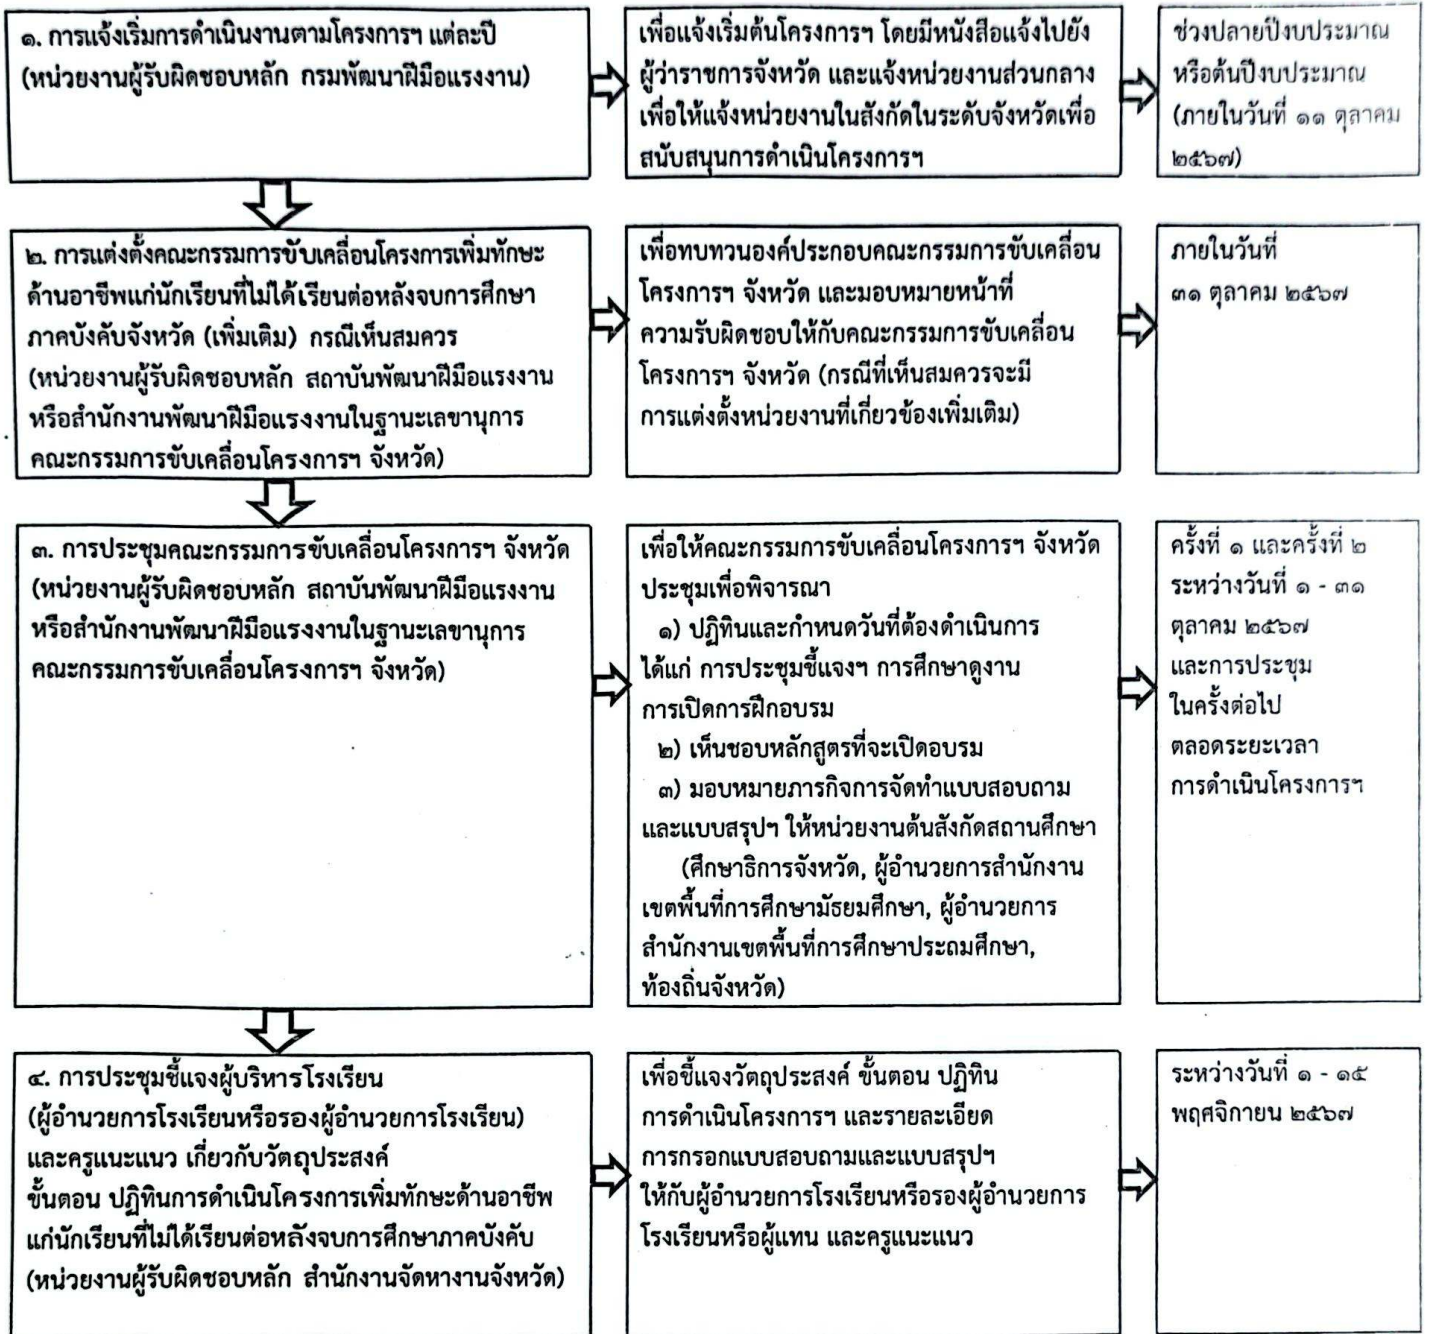 ๑. การแจ้งเริ่มการดำเนินงานตามโครงการฯ แต่ละปี
(หน่วยงานผู้รับผิดชอบหลัก กรมพัฒนาฝีมือแรงงาน)
เพื่อแจ้งเริ่มต้นโครงการฯ โดยมีหนังสือแจ้งไปยัง
ผู้ว่าราชการจังหวัด และแจ้งหน่วยงานส่วนกลาง
เพื่อให้แจ้งหน่วยงานในสังกัดในระดับจังหวัดเพื่อ
สนับสนุนการดำเนินโครงการฯ
ช่วงปลายปีงบประมาณ
หรือต้นปีงบประมาณ
(ภายในวันที่ ๑๑ ตุลาคม
๒๕๖๗)
๒. การแต่งตั้งคณะกรรมการขับเคลื่อนโครงการเพิ่มทักษะ
ด้านอาชีพแก่นักเรียนที่ไม่ได้เรียนต่อหลังจบการศึกษา
ภาคบังคับจังหวัด (เพิ่มเติม) กรณีเห็นสมควร
(หน่วยงานผู้รับผิดชอบหลัก สถาบันพัฒนาฝีมือแรงงาน
หรือสำนักงานพัฒนาฝีมือแรงงานในฐานะเลขานุการ
คณะกรรมการขับเคลื่อนโครงการฯ จังหวัด)
เพื่อทบทวนองค์ประกอบคณะกรรมการขับเคลื่อน
โครงการฯ จังหวัด และมอบหมายหน้าที่
ความรับผิดชอบให้กับคณะกรรมการขับเคลื่อน
โครงการฯ จังหวัด (กรณีที่เห็นสมควรจะมี
การแต่งตั้งหน่วยงานที่เกี่ยวข้องเพิ่มเติม)
ภายในวันที่
๓๑ ตุลาคม ๒๕๖๗
๓. การประชุมคณะกรรมการขับเคลื่อนโครงการฯ จังหวัด
(หน่วยงานผู้รับผิดชอบหลัก สถาบันพัฒนาฝีมือแรงงาน
หรือสำนักงานพัฒนาฝีมือแรงงานในฐานะเลขานุการ
คณะกรรมการขับเคลื่อนโครงการฯ จังหวัด)
เพื่อให้คณะกรรมการขับเคลื่อนโครงการฯ จังหวัด
ประชุมเพื่อพิจารณา
๑) ปฏิทินและกำหนดวันที่ต้องดำเนินการ
ได้แก่ การประชุมชี้แจงฯ การศึกษาดูงาน
การเปิดการฝึกอบรม
๒) เห็นชอบหลักสูตรที่จะเปิดอบรม
๓) มอบหมายภารกิจการจัดทำแบบสอบถาม
และแบบสรุปฯ ให้หน่วยงานต้นสังกัดสถานศึกษา
(ศึกษาธิการจังหวัด, ผู้อำนวยการสำนักงาน
เขตพื้นที่การศึกษามัธยมศึกษา, ผู้อำนวยการ
สำนักงานเขตพื้นที่การศึกษาประถมศึกษา,
ท้องถิ่นจังหวัด)
ครั้งที่ ๑ และครั้งที่ ๒
ระหว่างวันที่ ๑ - ๓๑
ตุลาคม ๒๕๖๗
และการประชุม
ในครั้งต่อไป
ตลอดระยะเวลา
การดำเนินโครงการฯ
๔. การประชุมชี้แจงผู้บริหารโรงเรียน
(ผู้อำนวยการโรงเรียนหรือรองผู้อำนวยการโรงเรียน)
และครูแนะแนว เกี่ยวกับวัตถุประสงค์
ขั้นตอน ปฏิทินการดำเนินโครงการเพิ่มทักษะด้านอาชีพ
แก่นักเรียนที่ไม่ได้เรียนต่อหลังจบการศึกษาภาคบังคับ
(หน่วยงานผู้รับผิดชอบหลัก สำนักงานจัดหางานจังหวัด)
เพื่อชี้แจงวัตถุประสงค์ ขั้นตอน ปฏิทิน
การดำเนินโครงการฯ และรายละเอียด
การกรอกแบบสอบถามและแบบสรุปฯ
ให้กับผู้อำนวยการโรงเรียนหรือรองผู้อำนวยการ
โรงเรียนหรือผู้แทน และครูแนะแนว
ระหว่างวันที่ ๑ - ๑๕
พฤศจิกายน ๒๕๖๗